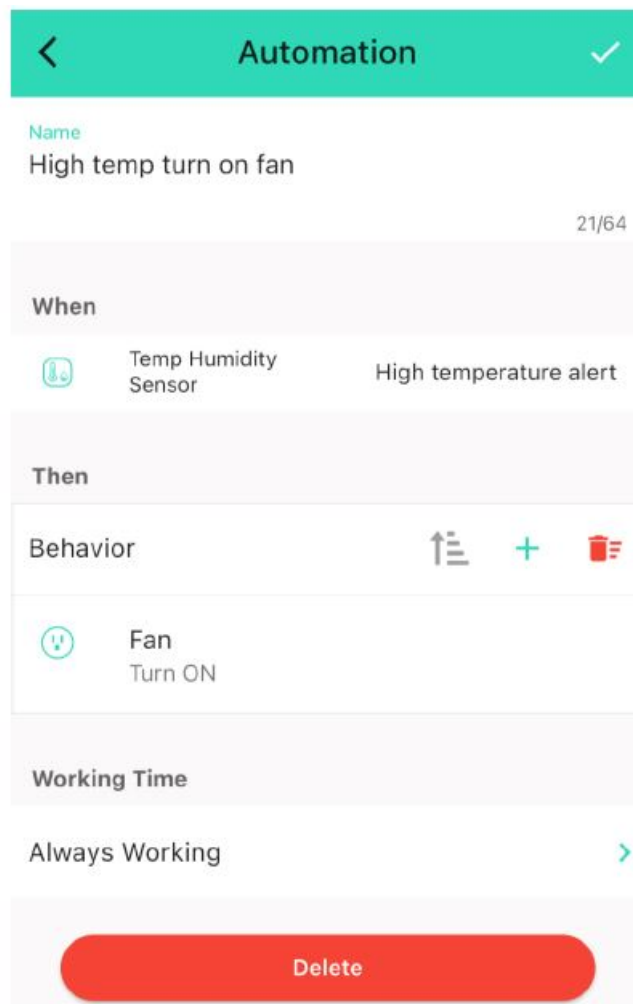 Automation
Name
High temp turn on fan
21/64
When
Temp Humidity
Sensor
High temperature alert
Then
Behavior
Fan
Turn ON
Working Time
Always Working
Delete